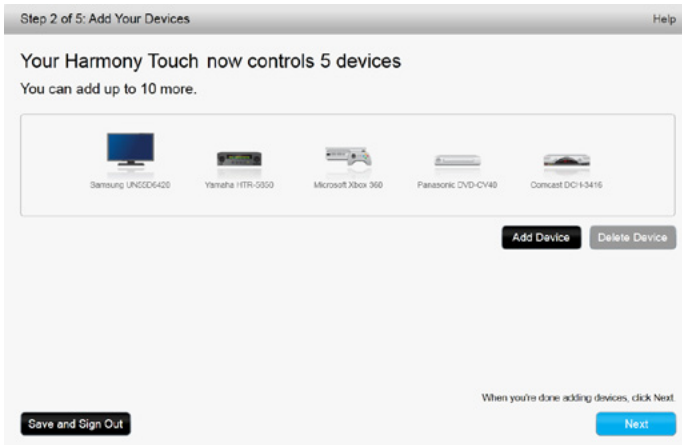 Step 2 of 5: Add Your Devices
Help
Your Harmony Touch now controls 5 devices
You can add up to 10 more.
Samsung UN55D6420
Yamaha HTR-5850
Microsoft Xbox 360
Panasonic DVD-CV40
Comcast DCH-3416
Add Device
Delete Device
When you're done adding devices, click Next.
Save and Sign Out
Next